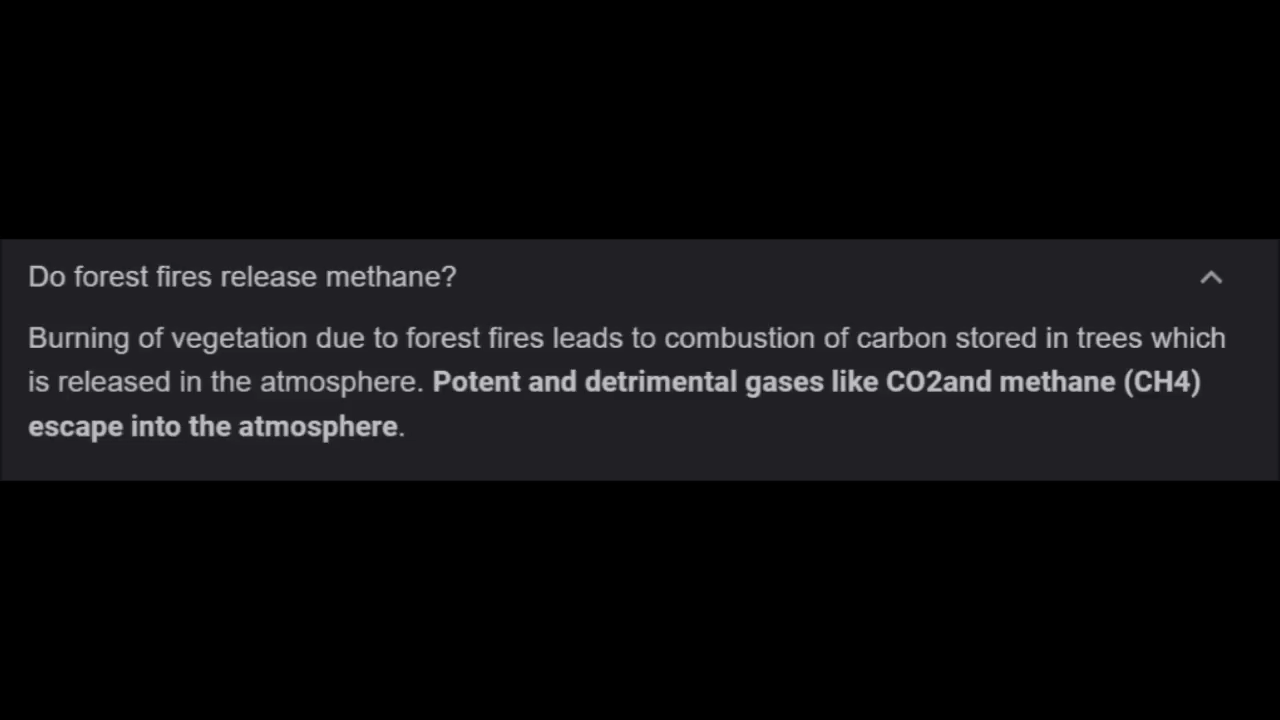 Do forest fires release methane?
Burning of vegetation due to forest fires leads to combustion of carbon stored in trees which
is released in the atmosphere. Potent and detrimental gases like CO2and methane (CH4)
escape into the atmosphere.